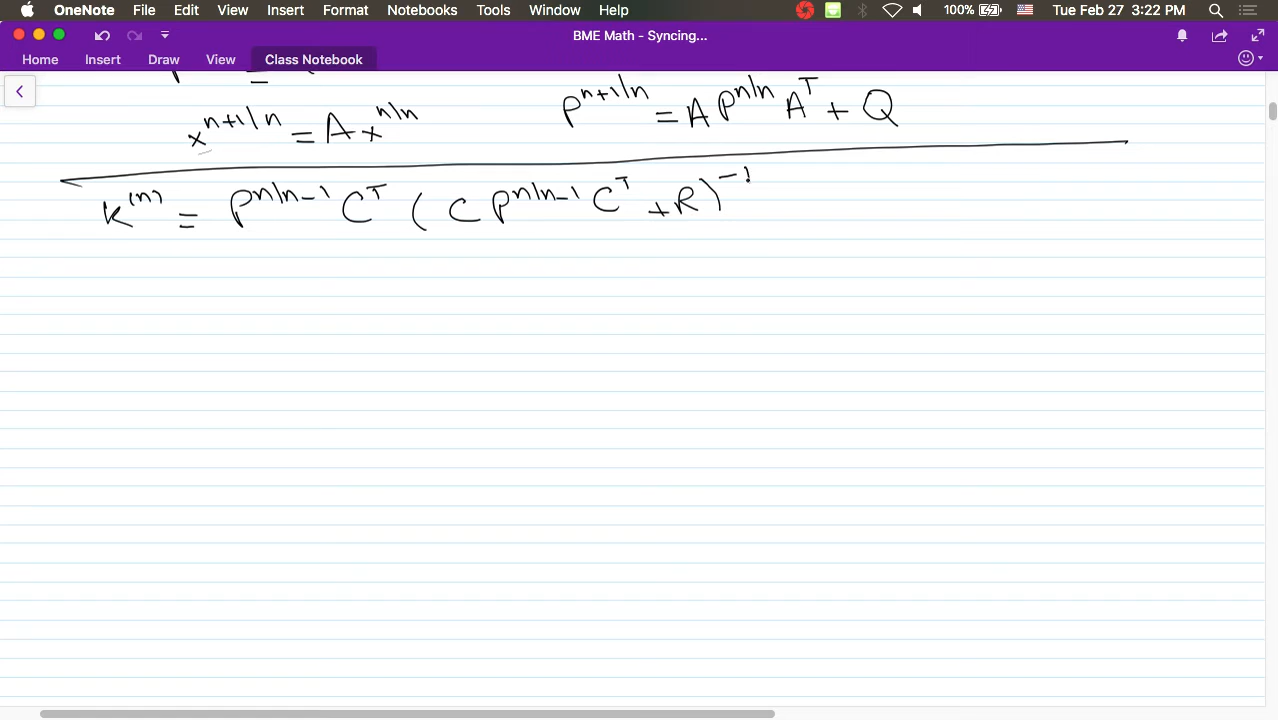 OneNote File Edit View Insert Format Notebooks Tools Window Help 100% Tue Feb 27 3:22 PM
BME Math - Syncing...
Home Insert Draw View Class Notebook
x^{n+1|n} = A x^{n|n} P^{n+1|n} = A P^{n|n} A^T + Q
K^{(n)} = P^{n|n-1} C^T ( C P^{n|n-1} C^T + R )^{-1}